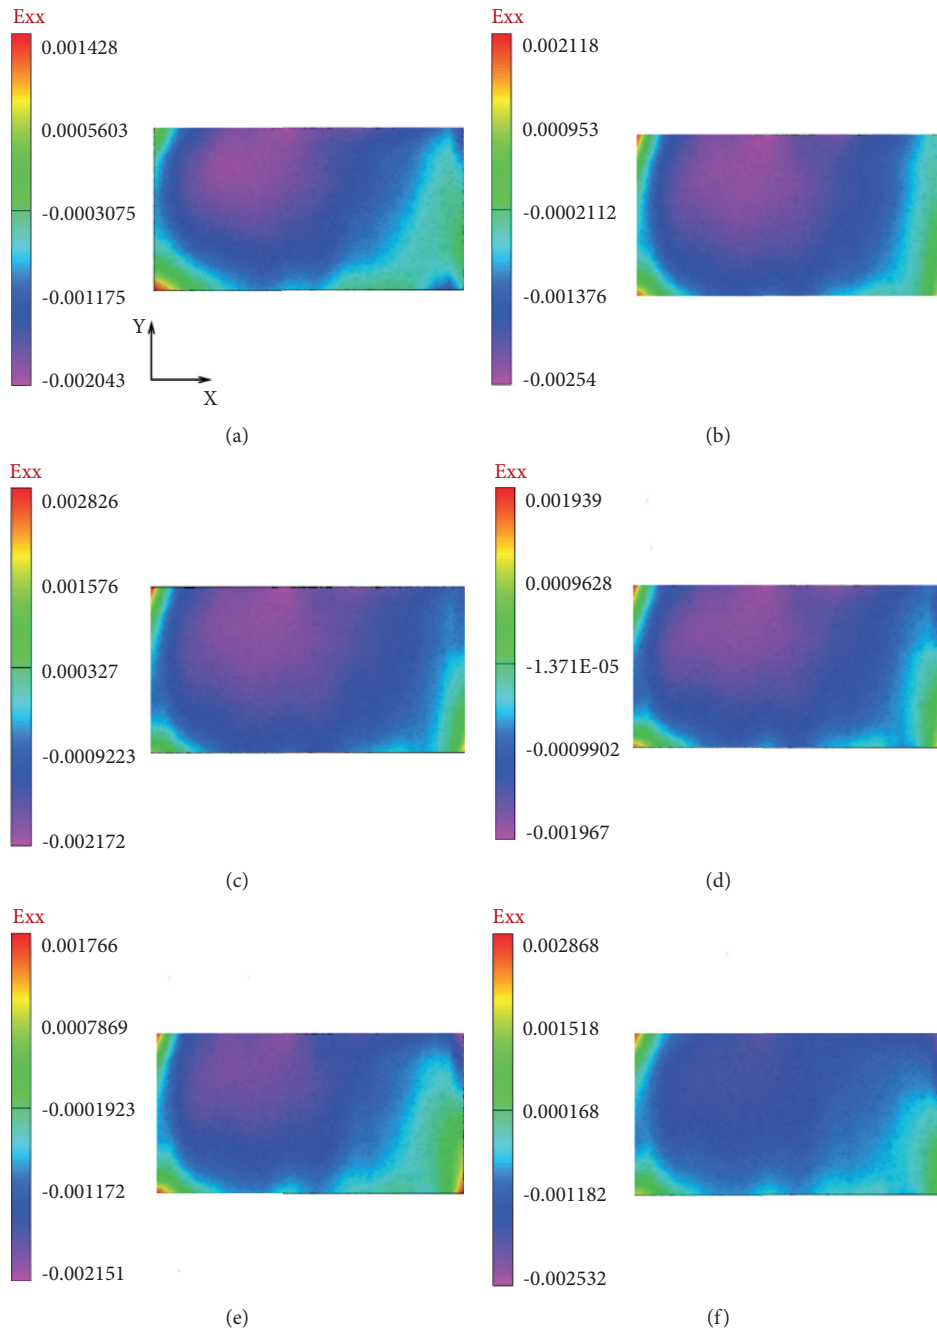 Exx
0.001428
0.0005603
-0.0003075
-0.001175
-0.002043
Y
X
(a)
Exx
0.002118
0.000953
-0.0002112
-0.001376
-0.00254
(b)
Exx
0.002826
0.001576
0.000327
-0.0009223
-0.002172
(c)
Exx
0.001939
0.0009628
-1.371E-05
-0.0009902
-0.001967
(d)
Exx
0.001766
0.0007869
-0.0001923
-0.001172
-0.002151
(e)
Exx
0.002868
0.001518
0.000168
-0.001182
-0.002532
(f)